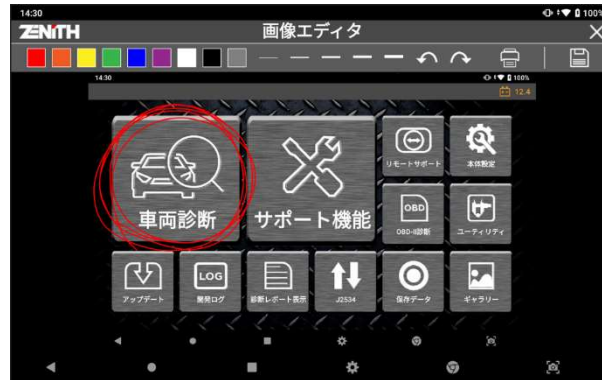 14:30
100%
ZENITH
画像エディタ
14:30
100%
12.4
車両診断
サポート機能
リモートサポート
本体設定
OBD
OBD-II診断
ユーティリティ
アップデート
LOG
開発ログ
診断レポート表示
J2534
保存データ
ギャラリー